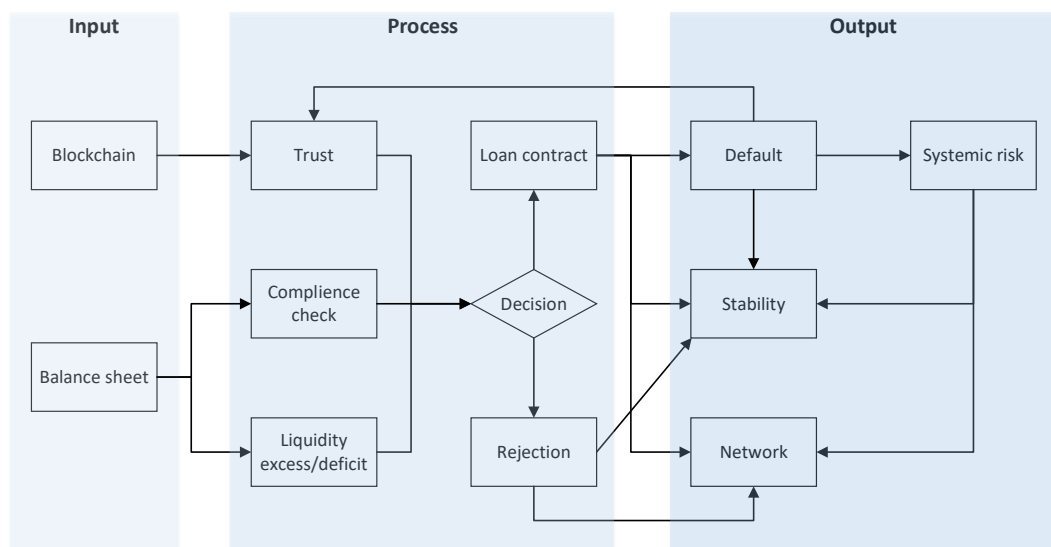 Input
Process
Output
Blockchain
Trust
Loan contract
Default
Systemic risk
Complience
check
Decision
Stability
Balance sheet
Liquidity
excess/deficit
Rejection
Network